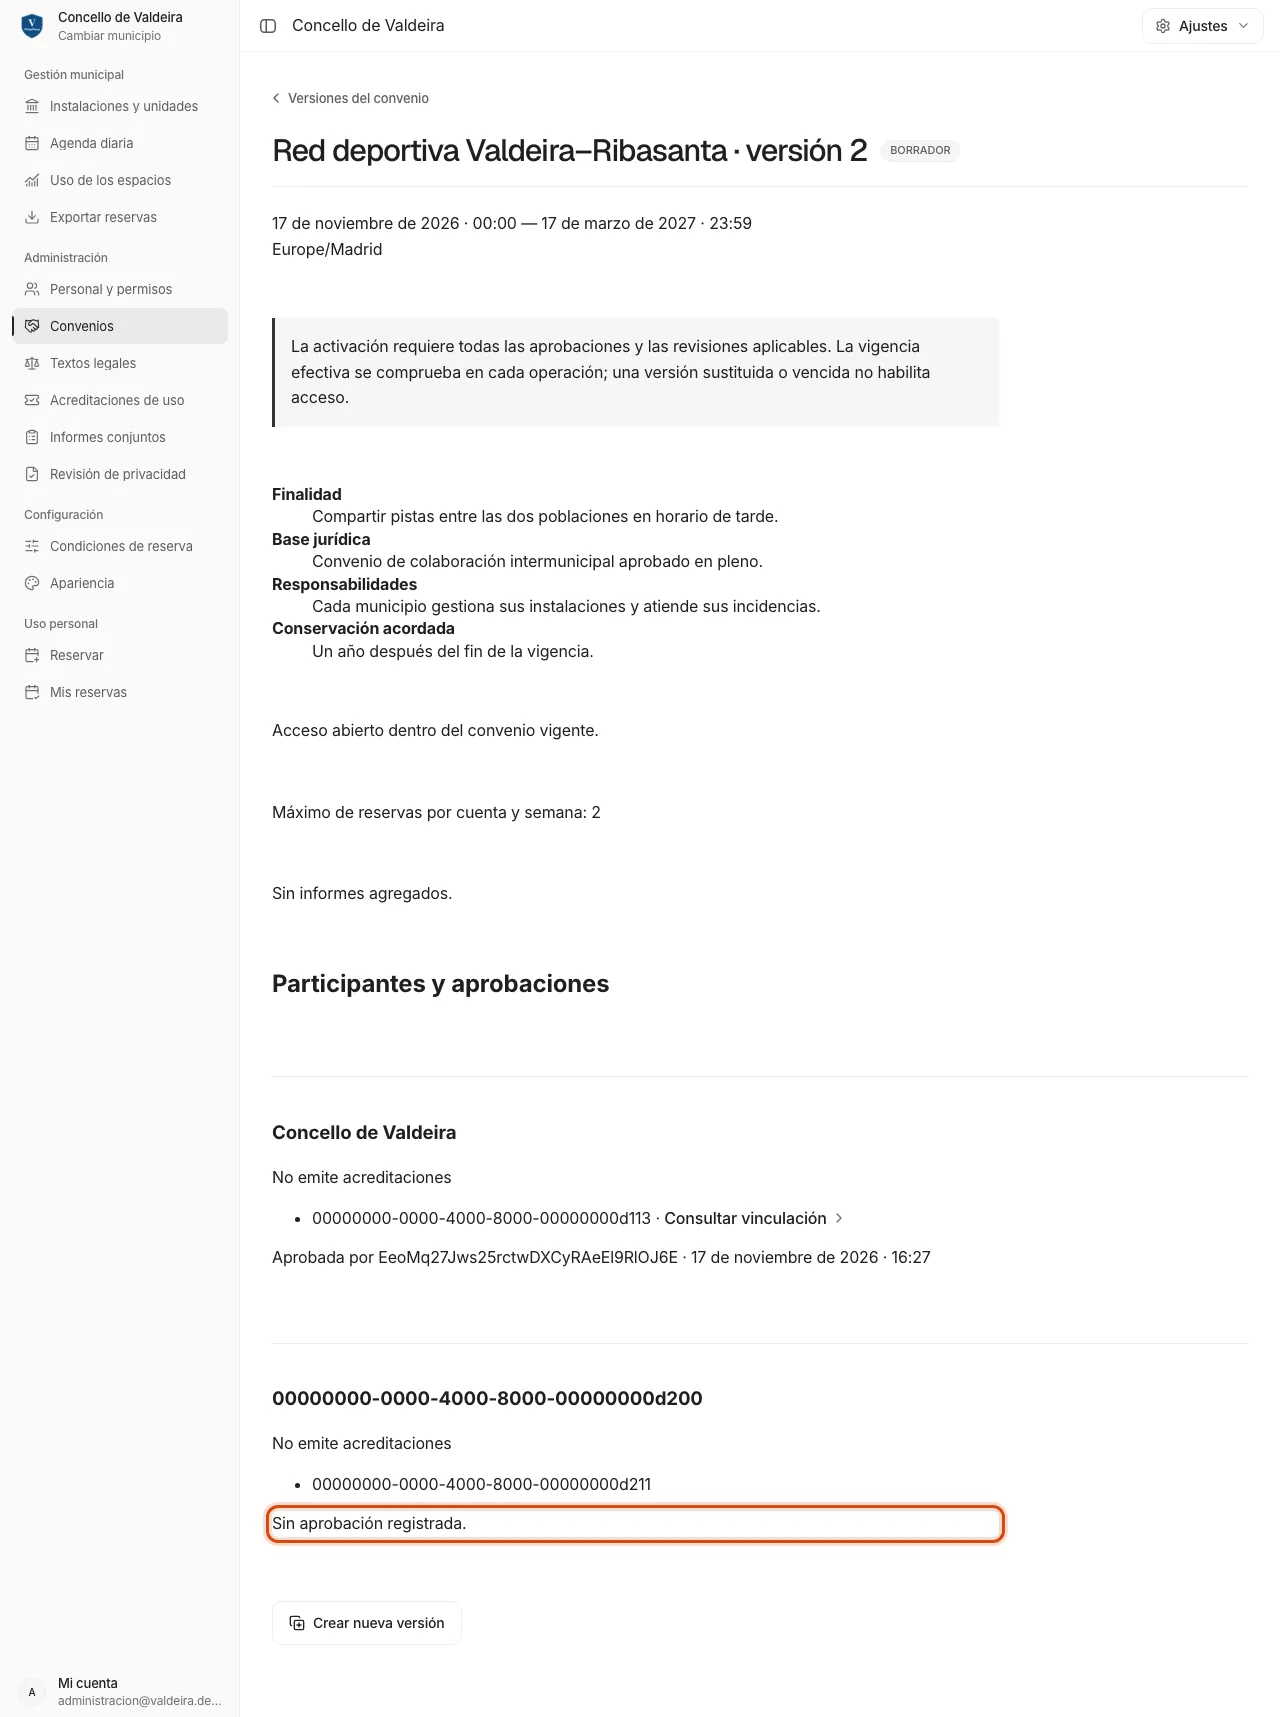 V
Concello de Valdeira
Cambiar municipio
Gestión municipal
Instalaciones y unidades
Agenda diaria
Uso de los espacios
Exportar reservas
Administración
Personal y permisos
Convenios
Textos legales
Acreditaciones de uso
Informes conjuntos
Revisión de privacidad
Configuración
Condiciones de reserva
Apariencia
Uso personal
Reservar
Mis reservas
A
Mi cuenta
administracion@valdeira.de...
Concello de Valdeira
Ajustes
Versiones del convenio
Red deportiva Valdeira–Ribasanta · versión 2 BORRADOR
17 de noviembre de 2026 · 00:00 — 17 de marzo de 2027 · 23:59
Europe/Madrid
La activación requiere todas las aprobaciones y las revisiones aplicables. La vigencia
efectiva se comprueba en cada operación; una versión sustituida o vencida no habilita
acceso.
Finalidad
Compartir pistas entre las dos poblaciones en horario de tarde.
Base jurídica
Convenio de colaboración intermunicipal aprobado en pleno.
Responsabilidades
Cada municipio gestiona sus instalaciones y atiende sus incidencias.
Conservación acordada
Un año después del fin de la vigencia.
Acceso abierto dentro del convenio vigente.
Máximo de reservas por cuenta y semana: 2
Sin informes agregados.
Participantes y aprobaciones
Concello de Valdeira
No emite acreditaciones
• 00000000-0000-4000-8000-00000000d113 · Consultar vinculación
Aprobada por EeoMq27Jws25rctwDXCyRAeEI9RlOJ6E · 17 de noviembre de 2026 · 16:27
00000000-0000-4000-8000-00000000d200
No emite acreditaciones
• 00000000-0000-4000-8000-00000000d211
Sin aprobación registrada.
Crear nueva versión